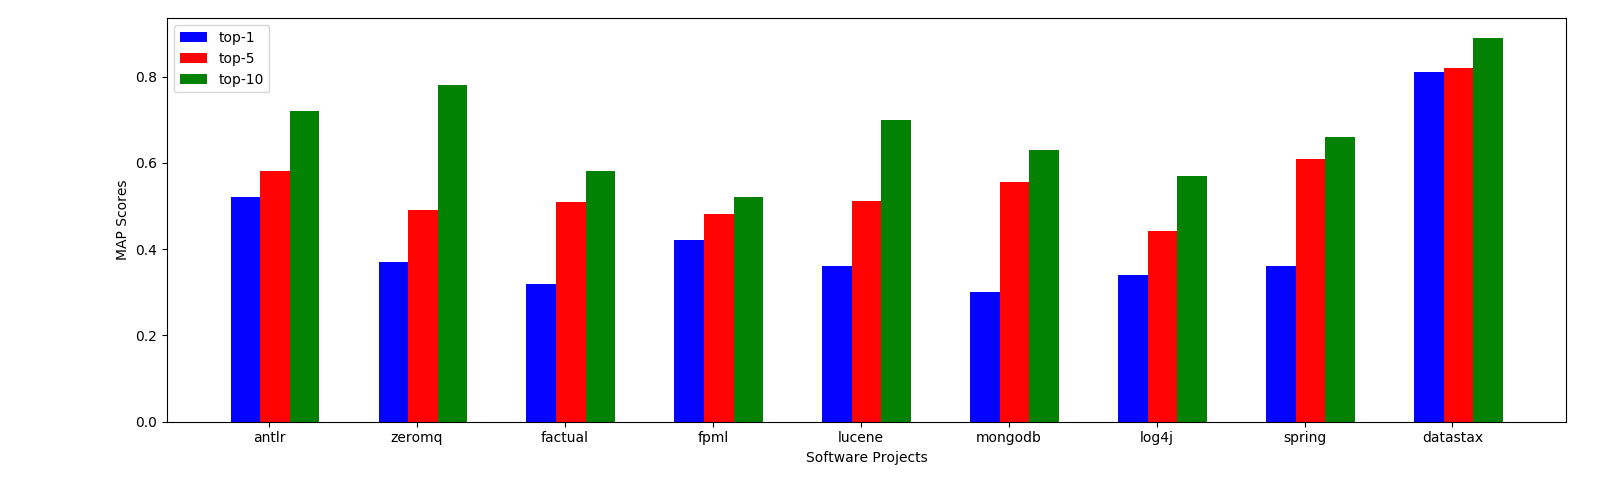 top-1
top-5
top-10
0.8
0.6
0.4
0.2
0.0
MAP Scores
antlr zeromq factual fpml lucene mongodb log4j spring datastax
Software Projects